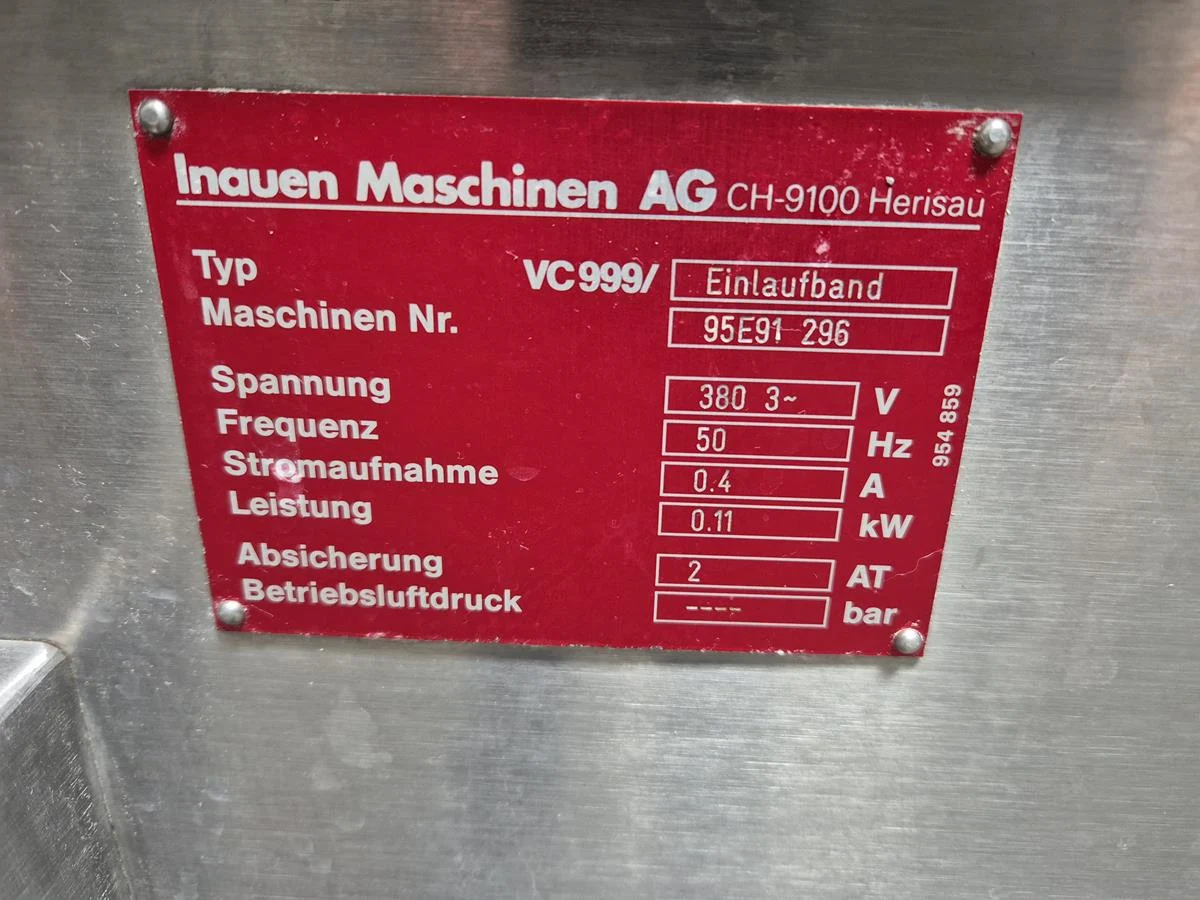 Inauen Maschinen AG CH-9100 Herisau
Typ VC999/ Einlaufband
Maschinen Nr. 95E91 296
Spannung 380 3~ V
Frequenz 50 Hz
Stromaufnahme 0.4 A
Leistung 0.11 kW
Absicherung 2 AT
Betriebsluftdruck ---- bar
954 859